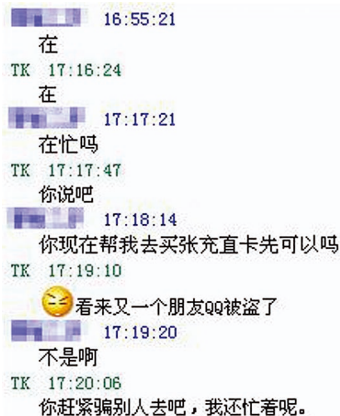 16:55:21
在
TK 17:16:24
在
17:17:21
在忙吗
TK 17:17:47
你说吧
17:18:14
你现在帮我去买张充直卡先可以吗
TK 17:19:10
看来又一个朋友QQ被盗了
17:19:20
不是啊
TK 17:20:06
你赶紧骗别人去吧，我还忙着呢。